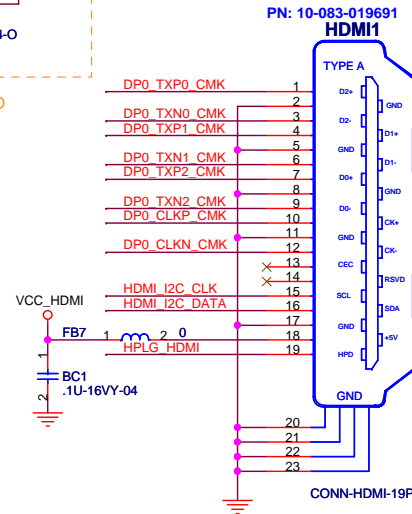 PN: 10-083-019691
HDMI1
-O
TYPE A
DP0_TXP0_CMK 1 D2+
2 GND
DP0_TXN0_CMK 3 D2-
DP0_TXP1_CMK 4 D1+
5 GND
DP0_TXN1_CMK 6 D1-
DP0_TXP2_CMK 7 D0+
8 GND
DP0_TXN2_CMK 9 D0-
DP0_CLKP_CMK 10 CK+
11 GND
DP0_CLKN_CMK 12 CK-
13 CEC
14 RSVD
HDMI_I2C_CLK 15 SCL
HDMI_I2C_DATA 16 SDA
17 GND
VCC_HDMI
FB7 1 2 0 18 +5V
HPLG_HDMI 19 HPD
1
BC1
.1U-16VY-04
2
GND
20
21
22
23
CONN-HDMI-19P